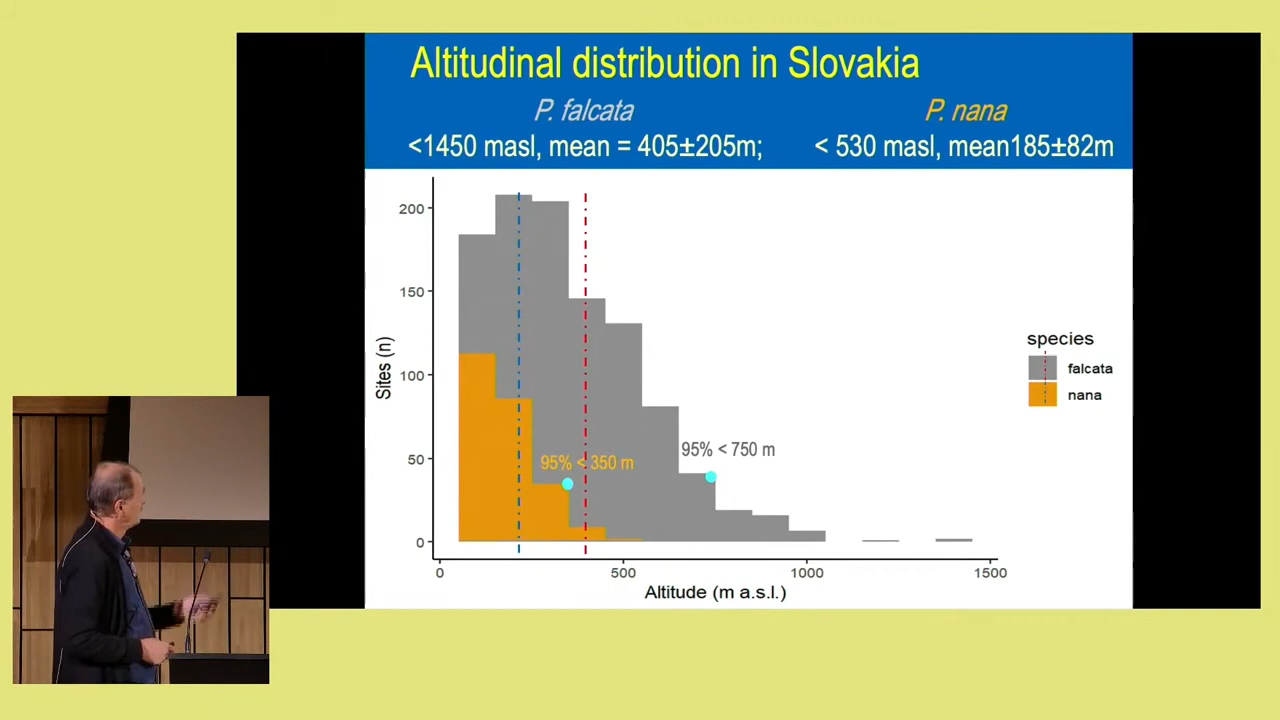 Altitudinal distribution in Slovakia
P. falcata
P. nana
<1450 masl, mean = 405±205m;
< 530 masl, mean185±82m
200
150
100
50
0
Sites (n)
95% < 350 m
95% < 750 m
0
500
1000
1500
Altitude (m a.s.l.)
species
falcata
nana